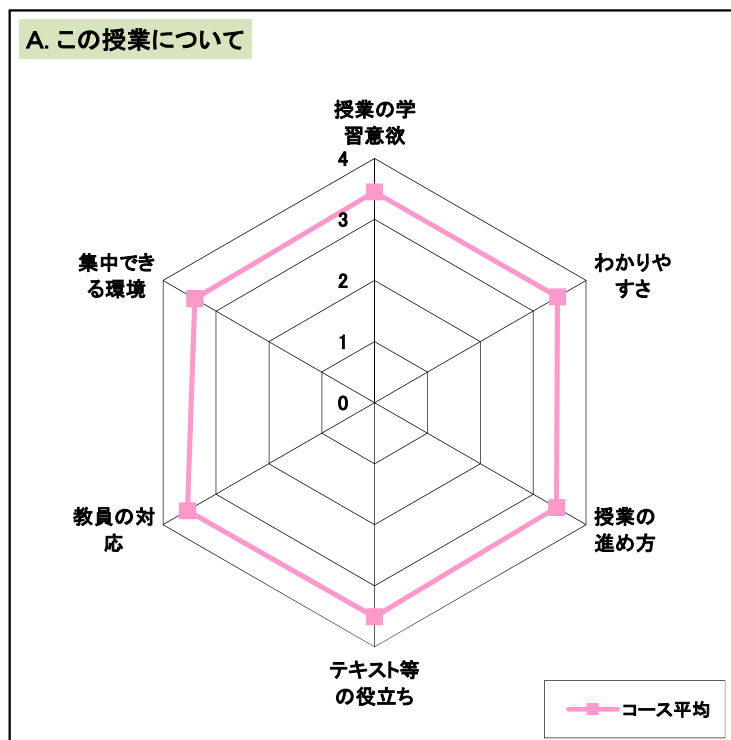 A. この授業について
授業の学
習意欲
4
3
2
1
0
集中でき
る環境
わかりや
すさ
教員の対
応
授業の
進め方
テキスト等
の役立ち
コース平均